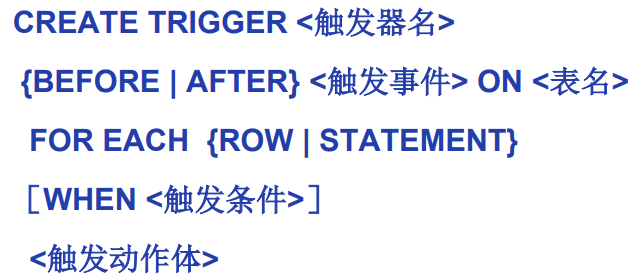 CREATE TRIGGER <触发器名>
{BEFORE | AFTER} <触发事件> ON <表名>
FOR EACH {ROW | STATEMENT}
［WHEN <触发条件>］
<触发动作体>